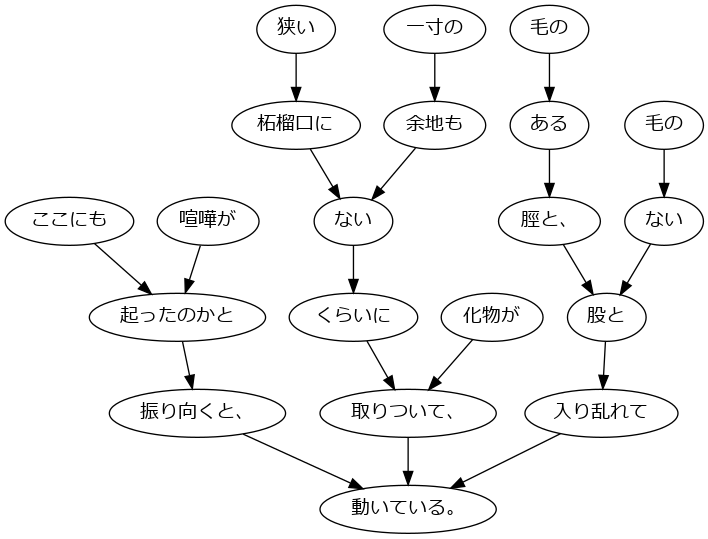 狭い 一寸の 毛の
柘榴口に 余地も ある 毛の
ここにも 喧嘩が ない 脛と、 ない
起ったのかと くらいに 化物が 股と
振り向くと、 取りついて、 入り乱れて
動いている。